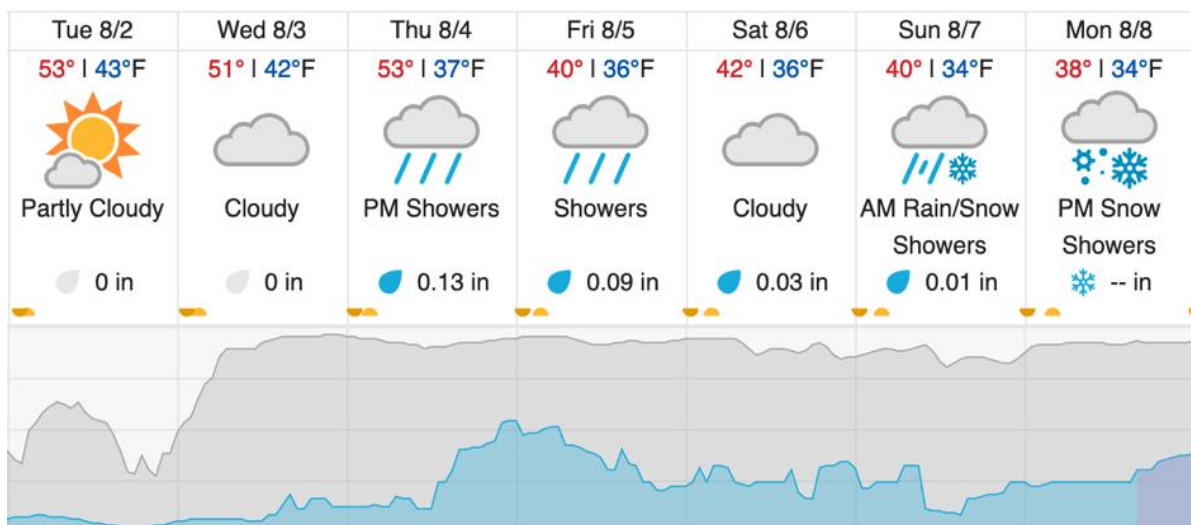 Tue 8/2 Wed 8/3 Thu 8/4 Fri 8/5 Sat 8/6 Sun 8/7 Mon 8/8
53° | 43°F 51° | 42°F 53° | 37°F 40° | 36°F 42° | 36°F 40° | 34°F 38° | 34°F
Partly Cloudy Cloudy PM Showers Showers Cloudy AM Rain/Snow PM Snow
Showers Showers
0 in 0 in 0.13 in 0.09 in 0.03 in 0.01 in -- in